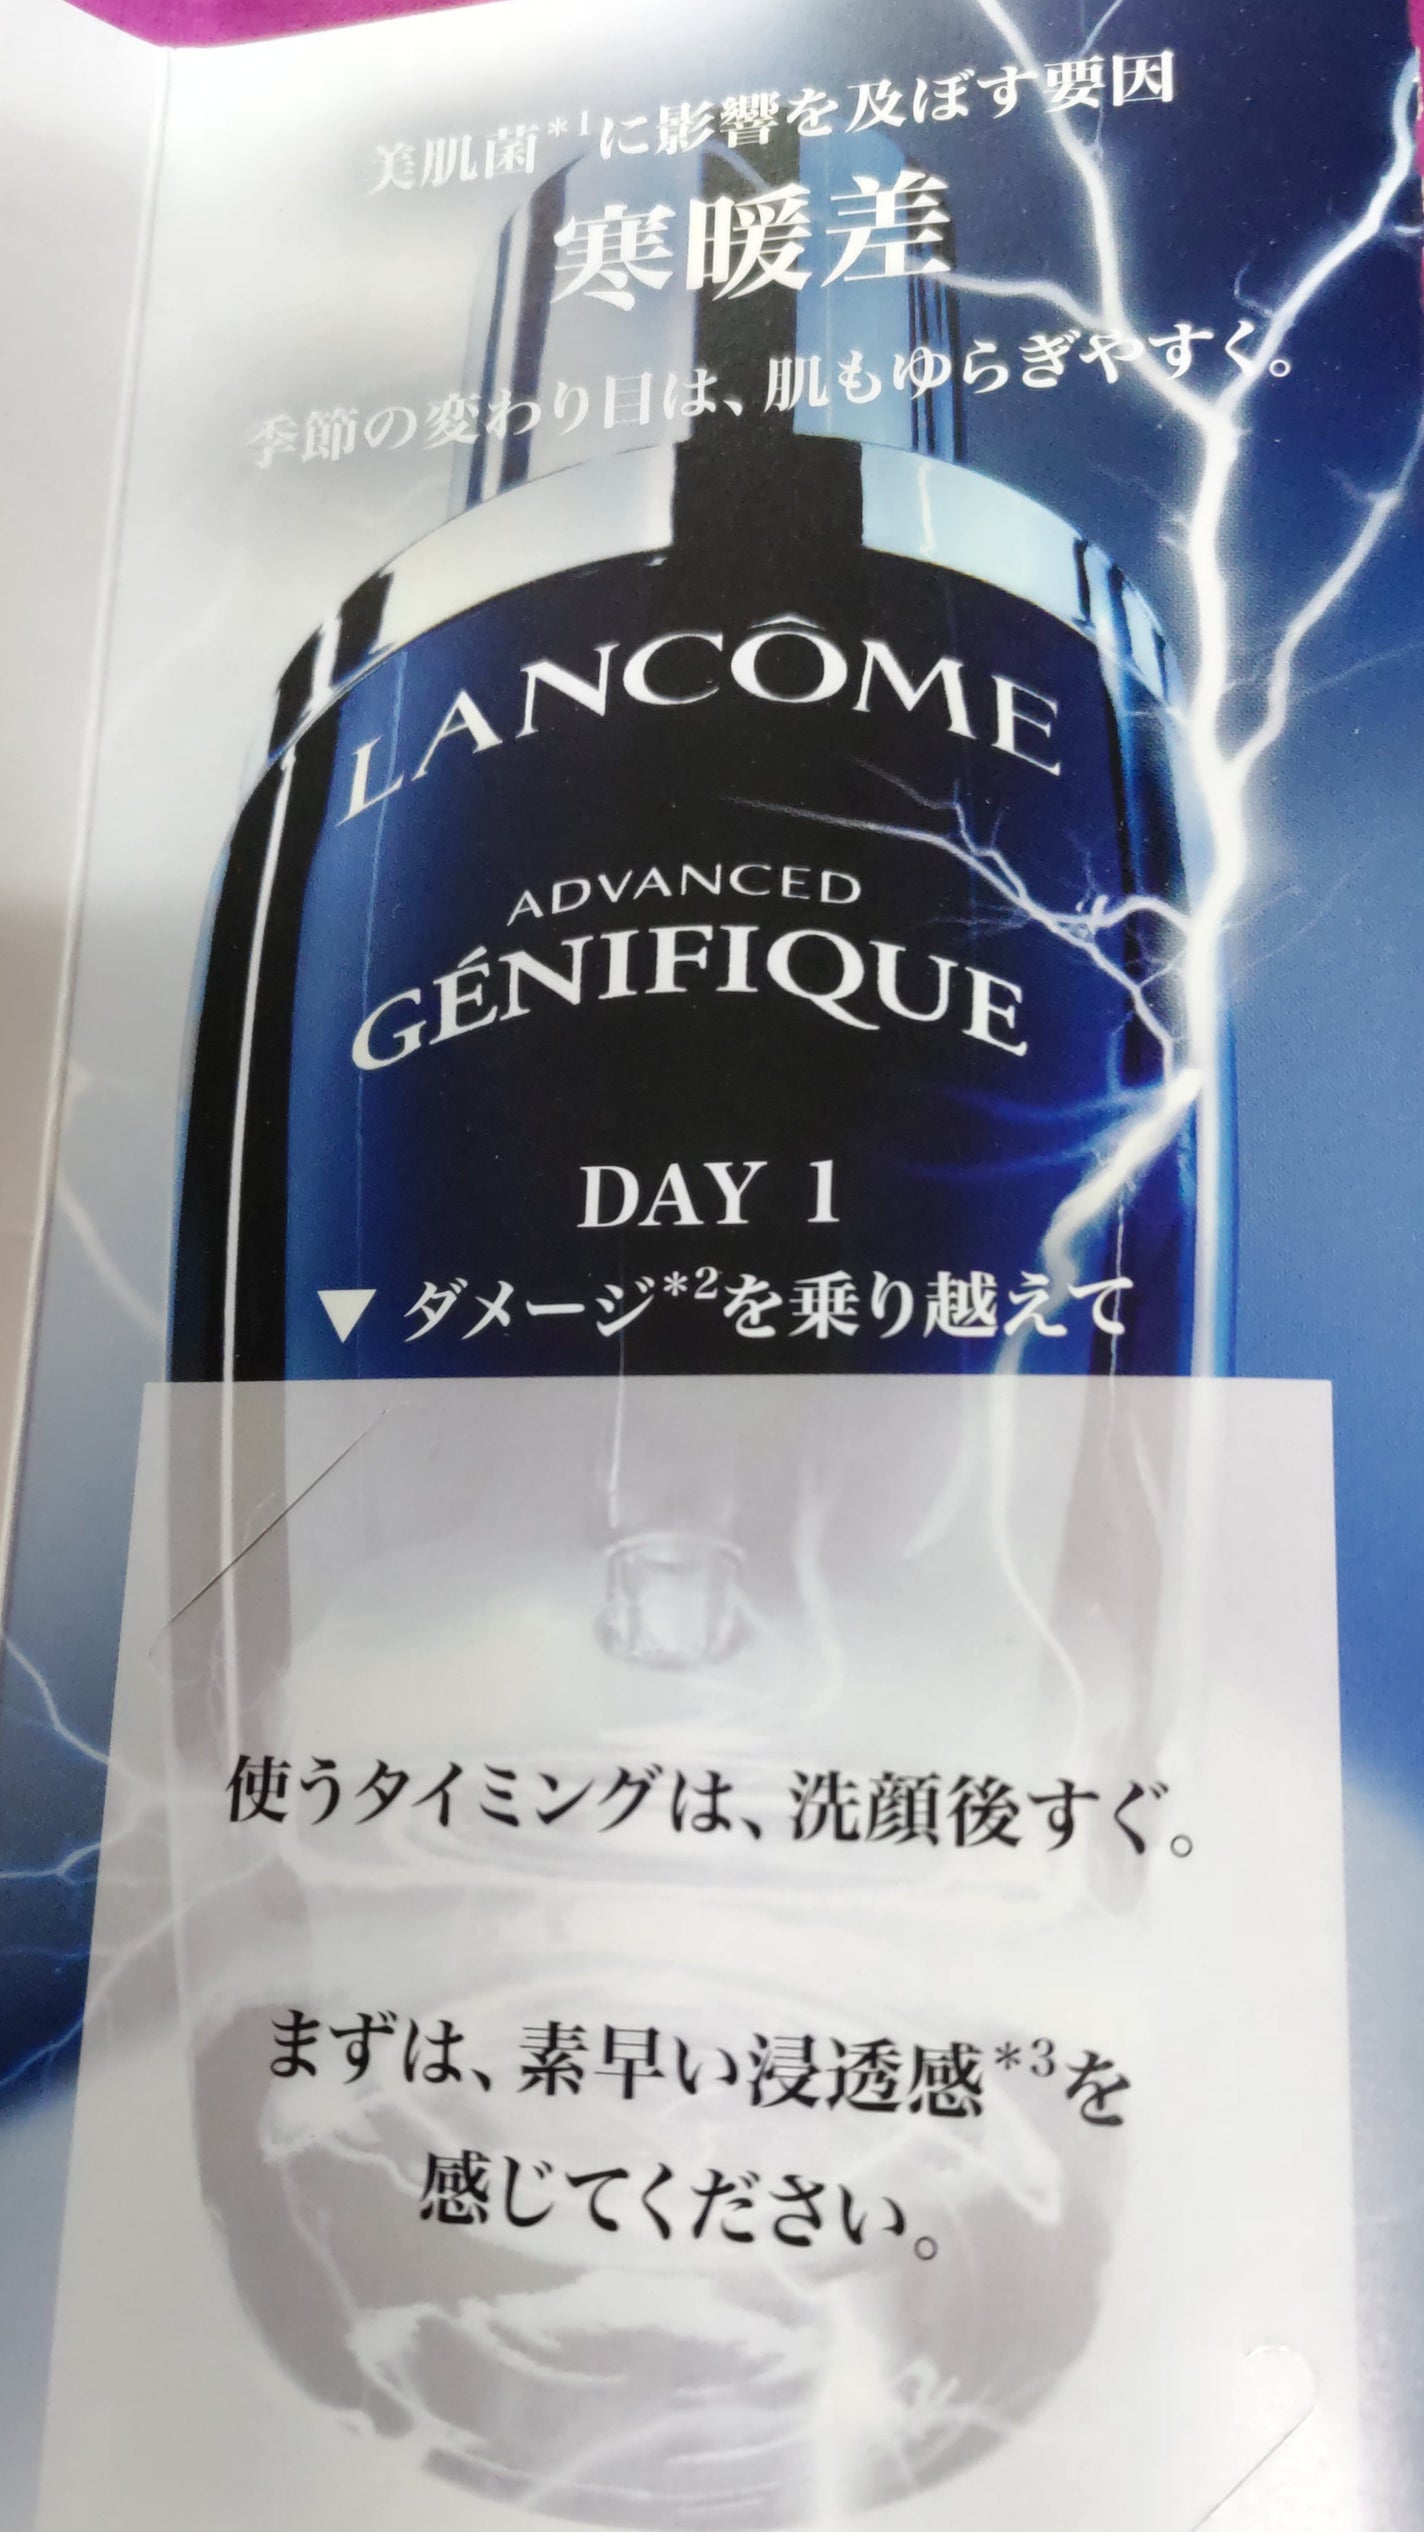 美肌菌*1に影響を及ぼす要因
寒暖差
季節の変わり目は、肌もゆらぎやすく。
LANCÔME
ADVANCED
GÉNIFIQUE
DAY 1
▼ ダメージ*2を乗り越えて
使うタイミングは、洗顔後すぐ。
まずは、素早い浸透感*3を
感じてください。